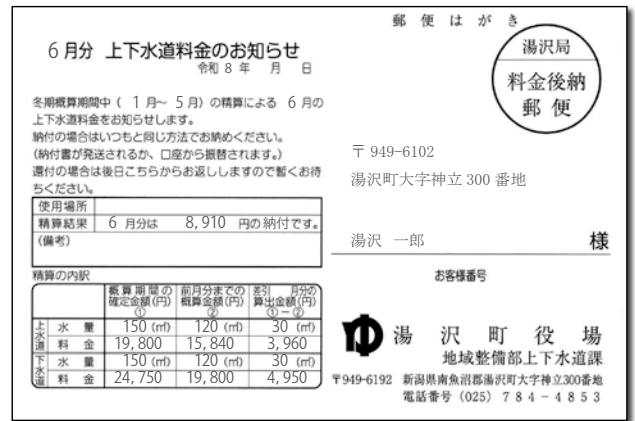 郵便はがき
湯沢局
料金後納
郵便
6月分 上下水道料金のお知らせ
令和 8 年 月 日
冬期概算期間中( 1 月～ 5 月)の精算による 6 月の
上下水道料金をお知らせします。
納付の場合はいつもと同じ方法でお納めください。
(納付書が発送されるか、口座から振替されます。)
還付の場合は後日こちらからお返ししますので暫くお待
ちください。
使用場所
精算結果 6 月分は 8,910 円の納付です。
(備考)
精算の内訳
概算期間の確定金額(円)① 前月分までの概算金額(円)② 差引 月分の算出金額(円)①－②
上水道 水量 150 (㎥) 120 (㎥) 30 (㎥)
料金 19,800 15,840 3,960
下水道 水量 150 (㎥) 120 (㎥) 30 (㎥)
料金 24,750 19,800 4,950
〒949-6102
湯沢町大字神立 300 番地
湯沢 一郎 様
お客様番号
湯沢町役場
地域整備部上下水道課
〒949-6192 新潟県南魚沼郡湯沢町大字神立300番地
電話番号 (025) 784-4853